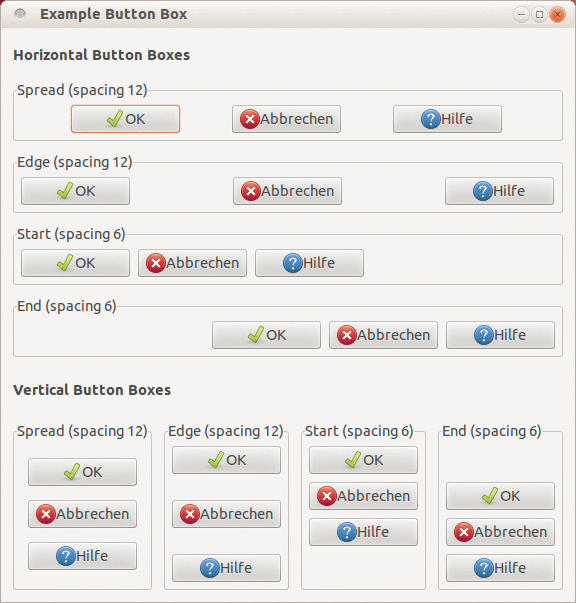 Example Button Box
Horizontal Button Boxes
Spread (spacing 12)
OK Abbrechen Hilfe
Edge (spacing 12)
OK Abbrechen Hilfe
Start (spacing 6)
OK Abbrechen Hilfe
End (spacing 6)
OK Abbrechen Hilfe
Vertical Button Boxes
Spread (spacing 12)
OK
Abbrechen
Hilfe
Edge (spacing 12)
OK
Abbrechen
Hilfe
Start (spacing 6)
OK
Abbrechen
Hilfe
End (spacing 6)
OK
Abbrechen
Hilfe